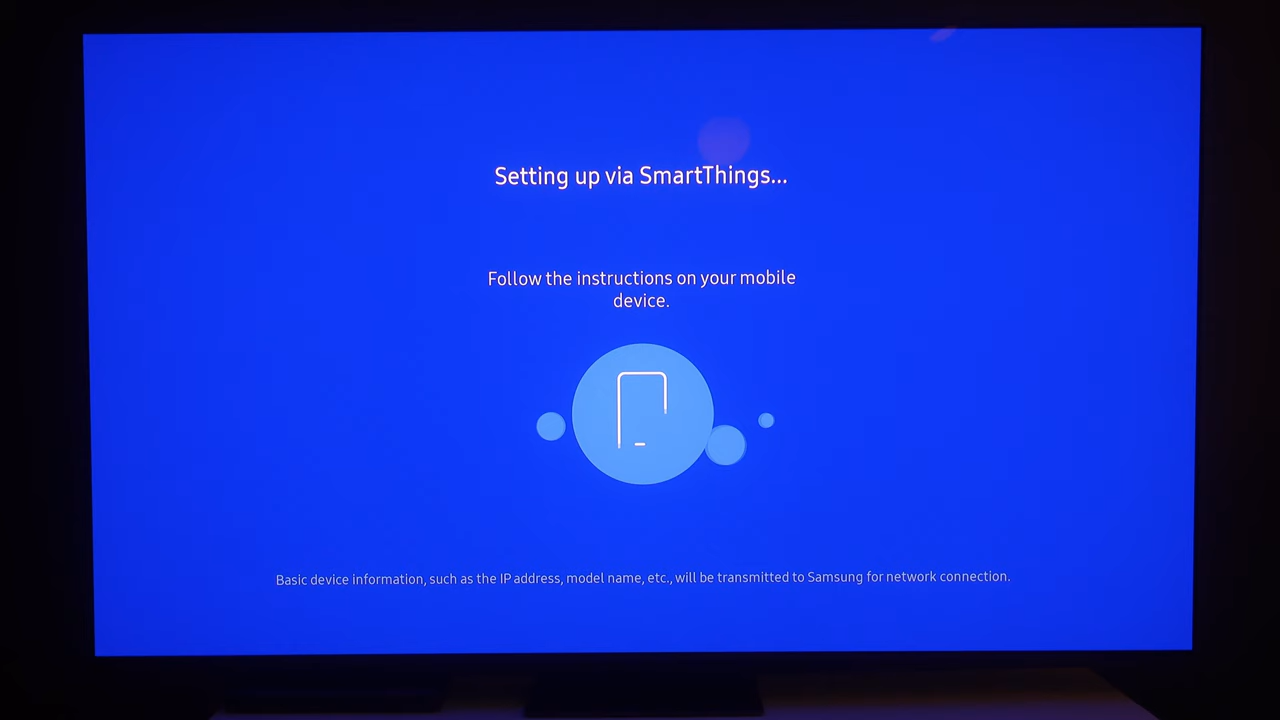 Setting up via SmartThings...
Follow the instructions on your mobile
device.
Basic device information, such as the IP address, model name, etc., will be transmitted to Samsung for network connection.